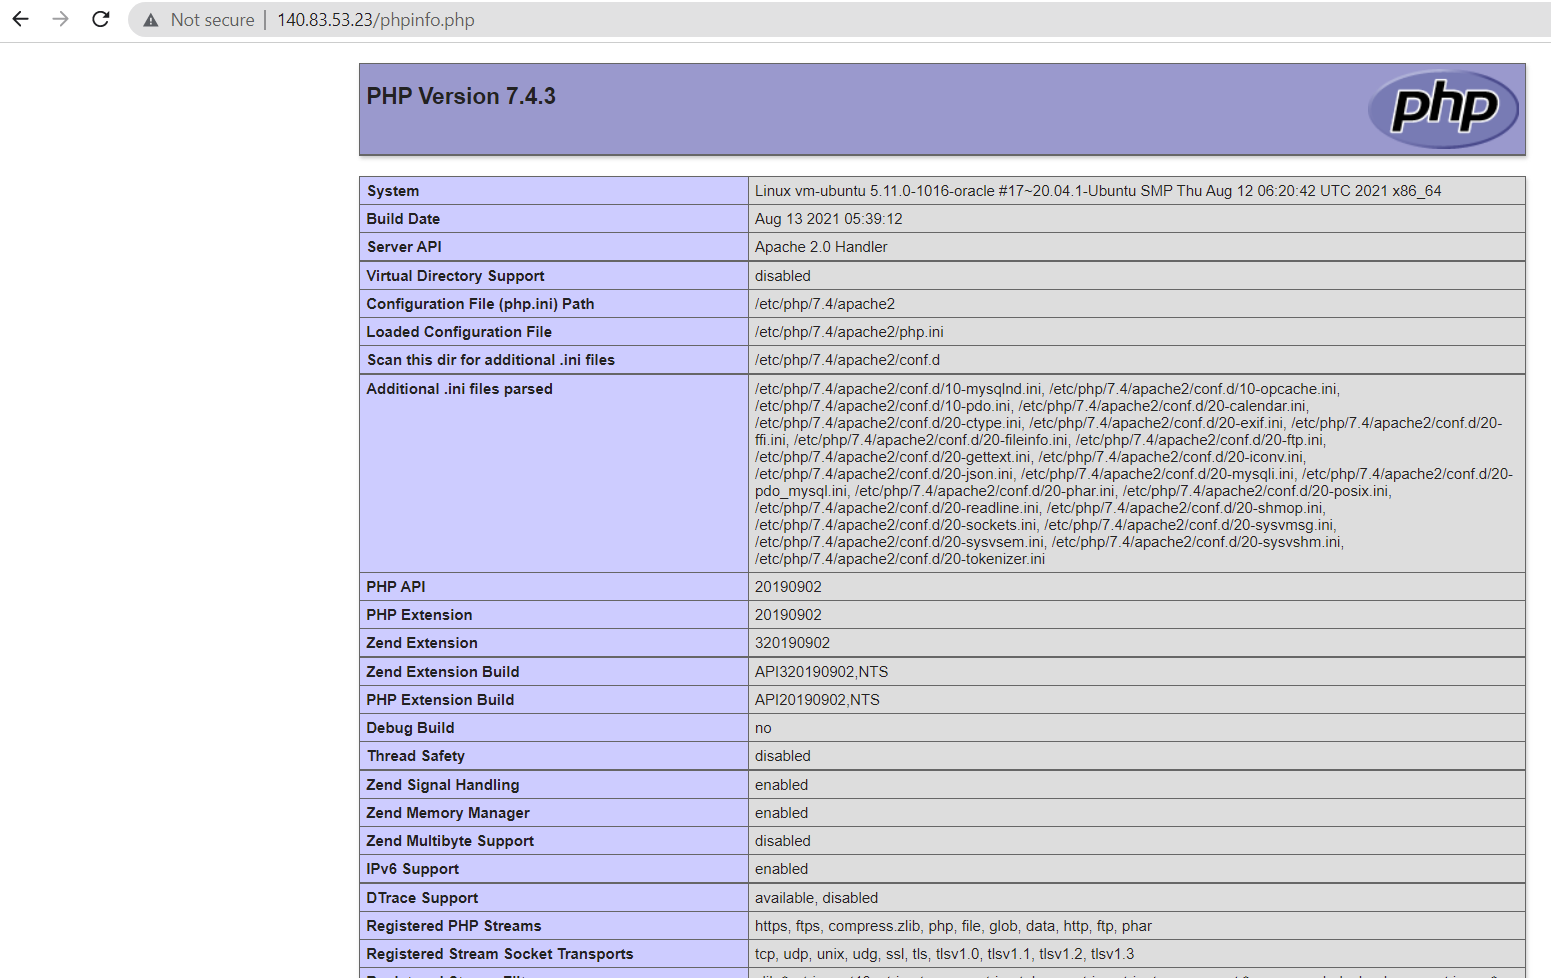 Not secure | 140.83.53.23/phpinfo.php
PHP Version 7.4.3
php
System Linux vm-ubuntu 5.11.0-1016-oracle #17~20.04.1-Ubuntu SMP Thu Aug 12 06:20:42 UTC 2021 x86_64
Build Date Aug 13 2021 05:39:12
Server API Apache 2.0 Handler
Virtual Directory Support disabled
Configuration File (php.ini) Path /etc/php/7.4/apache2
Loaded Configuration File /etc/php/7.4/apache2/php.ini
Scan this dir for additional .ini files /etc/php/7.4/apache2/conf.d
Additional .ini files parsed /etc/php/7.4/apache2/conf.d/10-mysqlnd.ini, /etc/php/7.4/apache2/conf.d/10-opcache.ini,
/etc/php/7.4/apache2/conf.d/10-pdo.ini, /etc/php/7.4/apache2/conf.d/20-calendar.ini,
/etc/php/7.4/apache2/conf.d/20-ctype.ini, /etc/php/7.4/apache2/conf.d/20-exif.ini, /etc/php/7.4/apache2/conf.d/20-
ffi.ini, /etc/php/7.4/apache2/conf.d/20-fileinfo.ini, /etc/php/7.4/apache2/conf.d/20-ftp.ini,
/etc/php/7.4/apache2/conf.d/20-gettext.ini, /etc/php/7.4/apache2/conf.d/20-iconv.ini,
/etc/php/7.4/apache2/conf.d/20-json.ini, /etc/php/7.4/apache2/conf.d/20-mysqli.ini, /etc/php/7.4/apache2/conf.d/20-
pdo_mysql.ini, /etc/php/7.4/apache2/conf.d/20-phar.ini, /etc/php/7.4/apache2/conf.d/20-posix.ini,
/etc/php/7.4/apache2/conf.d/20-readline.ini, /etc/php/7.4/apache2/conf.d/20-shmop.ini,
/etc/php/7.4/apache2/conf.d/20-sockets.ini, /etc/php/7.4/apache2/conf.d/20-sysvmsg.ini,
/etc/php/7.4/apache2/conf.d/20-sysvsem.ini, /etc/php/7.4/apache2/conf.d/20-sysvshm.ini,
/etc/php/7.4/apache2/conf.d/20-tokenizer.ini
PHP API 20190902
PHP Extension 20190902
Zend Extension 320190902
Zend Extension Build API320190902,NTS
PHP Extension Build API20190902,NTS
Debug Build no
Thread Safety disabled
Zend Signal Handling enabled
Zend Memory Manager enabled
Zend Multibyte Support disabled
IPv6 Support enabled
DTrace Support available, disabled
Registered PHP Streams https, ftps, compress.zlib, php, file, glob, data, http, ftp, phar
Registered Stream Socket Transports tcp, udp, unix, udg, ssl, tls, tlsv1.0, tlsv1.1, tlsv1.2, tlsv1.3